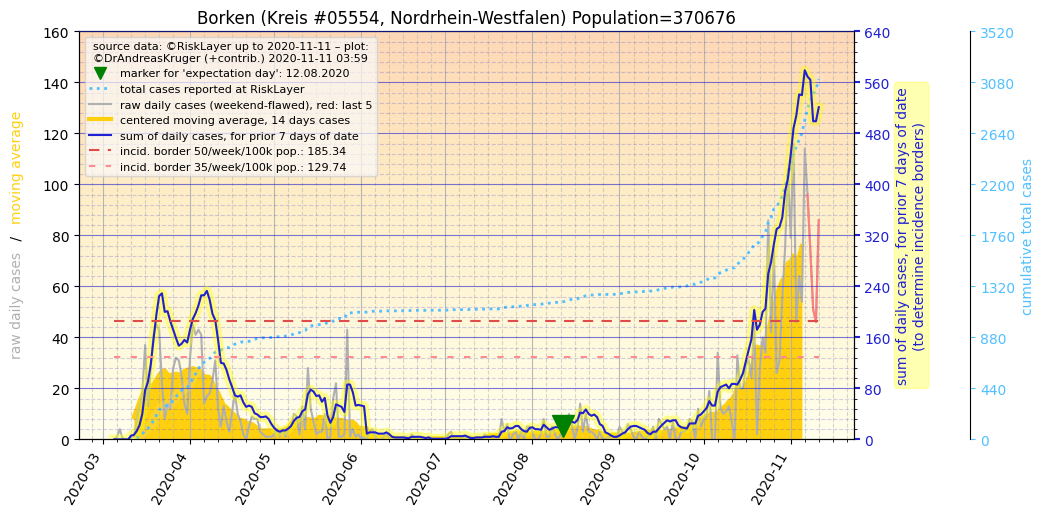 Borken (Kreis #05554, Nordrhein-Westfalen) Population=370676
source data: ©RiskLayer up to 2020-11-11 – plot:
©DrAndreasKruger (+contrib.) 2020-11-11 03:59
marker for 'expectation day': 12.08.2020
total cases reported at RiskLayer
raw daily cases (weekend-flawed), red: last 5
centered moving average, 14 days cases
sum of daily cases, for prior 7 days of date
incid. border 50/week/100k pop.: 185.34
incid. border 35/week/100k pop.: 129.74
raw daily cases / moving average
160
140
120
100
80
60
40
20
0
2020-03
2020-04
2020-05
2020-06
2020-07
2020-08
2020-09
2020-10
2020-11
640
560
480
400
320
240
160
80
0
sum of daily cases, for prior 7 days of date
(to determine incidence borders)
3520
3080
2640
2200
1760
1320
880
440
0
cumulative total cases